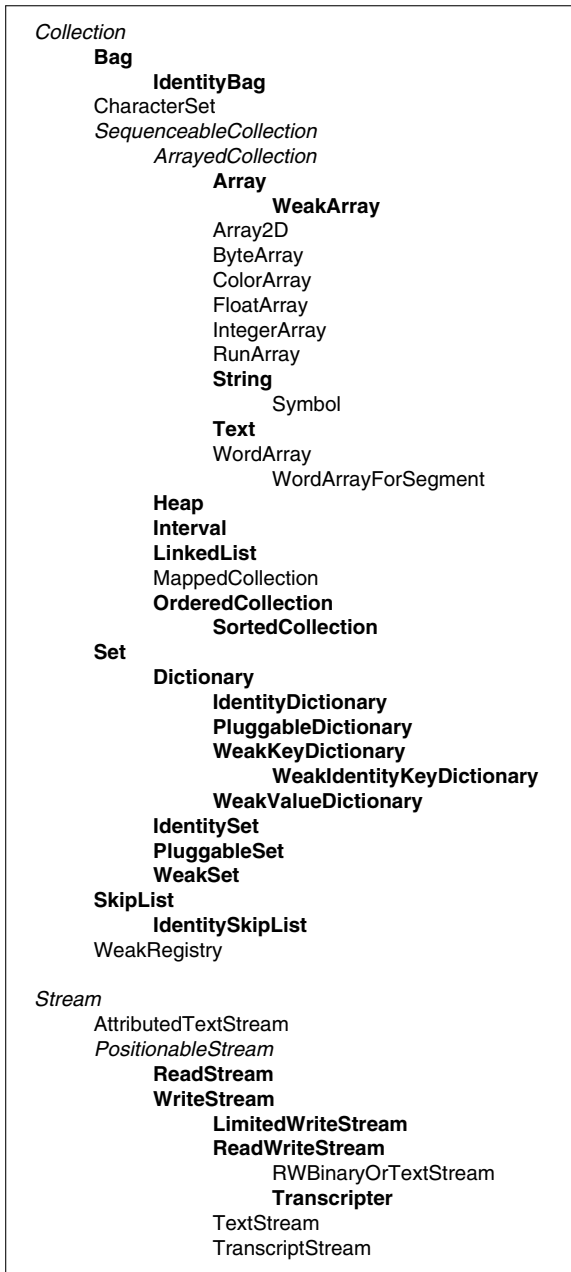 Collection
Bag
IdentityBag
CharacterSet
SequenceableCollection
ArrayedCollection
Array
WeakArray
Array2D
ByteArray
ColorArray
FloatArray
IntegerArray
RunArray
String
Symbol
Text
WordArray
WordArrayForSegment
Heap
Interval
LinkedList
MappedCollection
OrderedCollection
SortedCollection
Set
Dictionary
IdentityDictionary
PluggableDictionary
WeakKeyDictionary
WeakIdentityKeyDictionary
WeakValueDictionary
IdentitySet
PluggableSet
WeakSet
SkipList
IdentitySkipList
WeakRegistry
Stream
AttributedTextStream
PositionableStream
ReadStream
WriteStream
LimitedWriteStream
ReadWriteStream
RWBinaryOrTextStream
Transcripter
TextStream
TranscriptStream